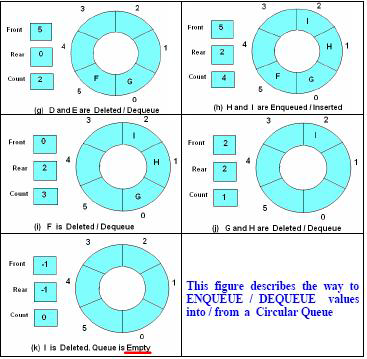 3 2
Front 5
4 1
Rear 0
F G
Count 2
5 0
(g) D and E are Deleted / Dequeue
3 2
Front 5
I
4 H 1
Rear 2
F G
Count 4
5 0
(h) H and I are Enqueued / Inserted
3 2
Front 0
I
4 H 1
Rear 2
G
Count 3
5 0
(i) F is Deleted / Dequeue
3 2
Front 2
I
4 1
Rear 2
Count 1
5 0
(j) G and H are Deleted / Dequeue
3 2
Front -1
4 1
Rear -1
Count 0
5 0
(k) I is Deleted. Queue is Empty
This figure describes the way to
ENQUEUE / DEQUEUE values
into / from a Circular Queue